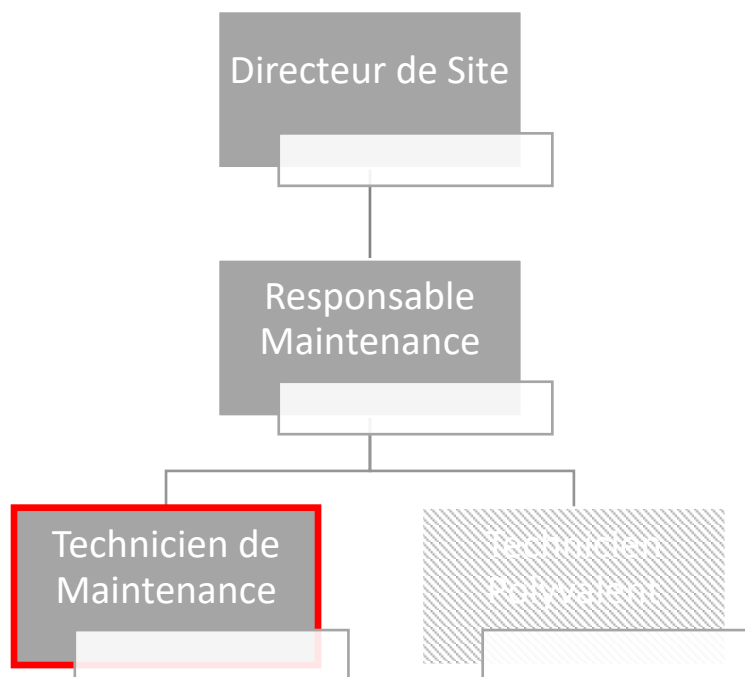 Directeur de Site
Responsable
Maintenance
Technicien de
Maintenance
Technicien
Polyvalent